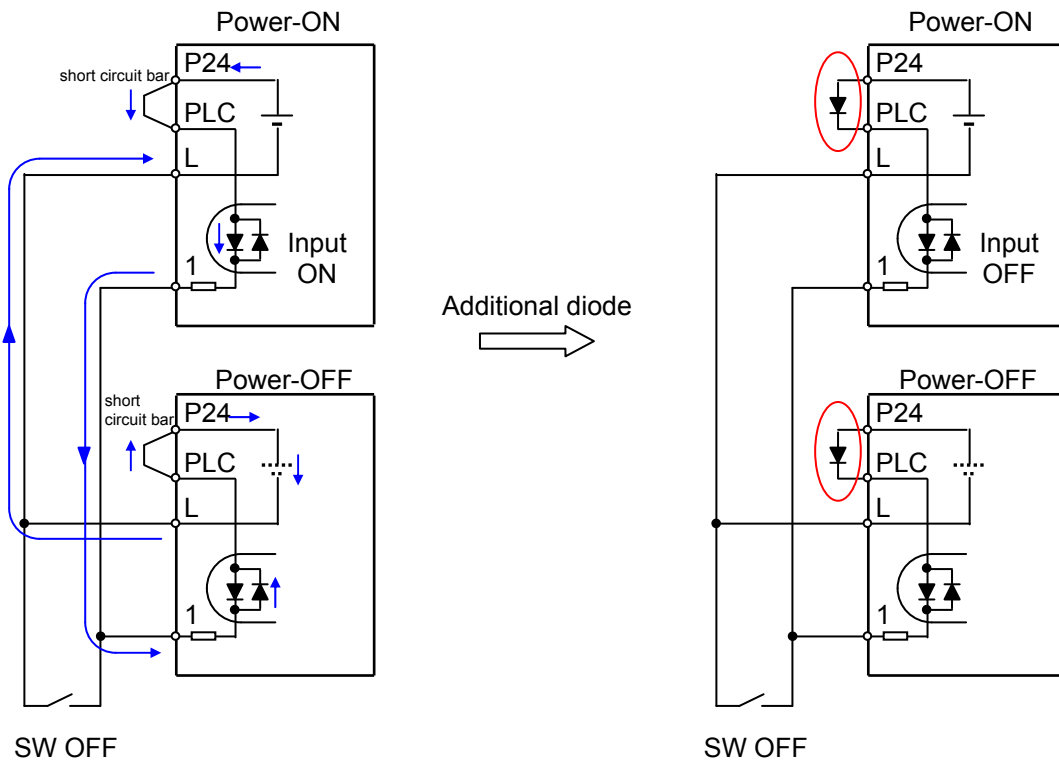 Power-ON
P24
short circuit bar
PLC
L
Input
ON
1
Power-OFF
short
circuit bar
P24
PLC
L
1
SW OFF
Additional diode
Power-ON
P24
PLC
L
Input
OFF
1
Power-OFF
P24
PLC
L
1
SW OFF